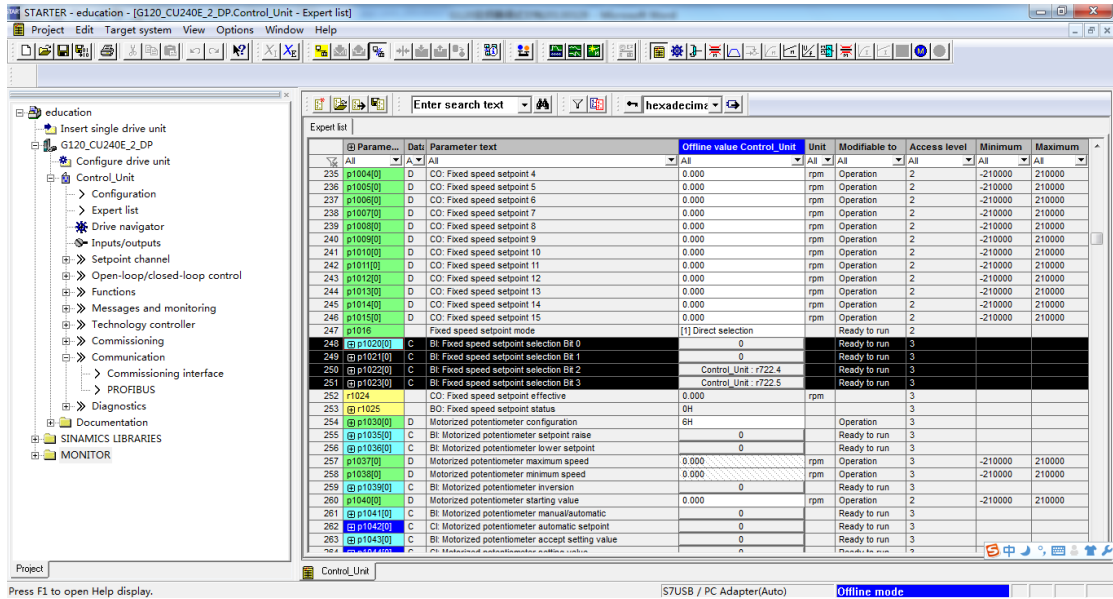 STARTER - education - [G120_CU240E_2_DP.Control_Unit - Expert list]
Project Edit Target system View Options Window Help
Enter search text
hexadecima
education
Insert single drive unit
G120_CU240E_2_DP
Configure drive unit
Control_Unit
Configuration
Expert list
Drive navigator
Inputs/outputs
Setpoint channel
Open-loop/closed-loop control
Functions
Messages and monitoring
Technology controller
Commissioning
Communication
Commissioning interface
PROFIBUS
Diagnostics
Documentation
SINAMICS LIBRARIES
MONITOR
Project
Expert list
Parame... Data Parameter text Offline value Control_Unit Unit Modifiable to Access level Minimum Maximum
All A All All All All All All All
235 p1004[0] D CO: Fixed speed setpoint 4 0.000 rpm Operation 2 -210000 210000
236 p1005[0] D CO: Fixed speed setpoint 5 0.000 rpm Operation 2 -210000 210000
237 p1006[0] D CO: Fixed speed setpoint 6 0.000 rpm Operation 2 -210000 210000
238 p1007[0] D CO: Fixed speed setpoint 7 0.000 rpm Operation 2 -210000 210000
239 p1008[0] D CO: Fixed speed setpoint 8 0.000 rpm Operation 2 -210000 210000
240 p1009[0] D CO: Fixed speed setpoint 9 0.000 rpm Operation 2 -210000 210000
241 p1010[0] D CO: Fixed speed setpoint 10 0.000 rpm Operation 2 -210000 210000
242 p1011[0] D CO: Fixed speed setpoint 11 0.000 rpm Operation 2 -210000 210000
243 p1012[0] D CO: Fixed speed setpoint 12 0.000 rpm Operation 2 -210000 210000
244 p1013[0] D CO: Fixed speed setpoint 13 0.000 rpm Operation 2 -210000 210000
245 p1014[0] D CO: Fixed speed setpoint 14 0.000 rpm Operation 2 -210000 210000
246 p1015[0] D CO: Fixed speed setpoint 15 0.000 rpm Operation 2 -210000 210000
247 p1016 Fixed speed setpoint mode [1] Direct selection Ready to run 2
248 p1020[0] C BI: Fixed speed setpoint selection Bit 0 0 Ready to run 3
249 p1021[0] C BI: Fixed speed setpoint selection Bit 1 0 Ready to run 3
250 p1022[0] C BI: Fixed speed setpoint selection Bit 2 Control_Unit : r722.4 Ready to run 3
251 p1023[0] C BI: Fixed speed setpoint selection Bit 3 Control_Unit : r722.5 Ready to run 3
252 r1024 CO: Fixed speed setpoint effective 0.000 rpm 3
253 r1025 BO: Fixed speed setpoint status 0H 3
254 p1030[0] D Motorized potentiometer configuration 6H Operation 3
255 p1035[0] C BI: Motorized potentiometer setpoint raise 0 Ready to run 3
256 p1036[0] C BI: Motorized potentiometer lower setpoint 0 Ready to run 3
257 p1037[0] D Motorized potentiometer maximum speed 0.000 rpm Operation 3 -210000 210000
258 p1038[0] D Motorized potentiometer minimum speed 0.000 rpm Operation 3 -210000 210000
259 p1039[0] C BI: Motorized potentiometer inversion 0 Ready to run 3
260 p1040[0] D Motorized potentiometer starting value 0.000 rpm Operation 2 -210000 210000
261 p1041[0] C BI: Motorized potentiometer manual/automatic 0 Ready to run 3
262 p1042[0] C CI: Motorized potentiometer automatic setpoint 0 Ready to run 3
263 p1043[0] C BI: Motorized potentiometer accept setting value 0 Ready to run 3
264 p1044[0] C CI: Motorized potentiometer setting value 0 Ready to run 3
中
Control_Unit
Press F1 to open Help display. S7USB / PC Adapter(Auto) Offline mode